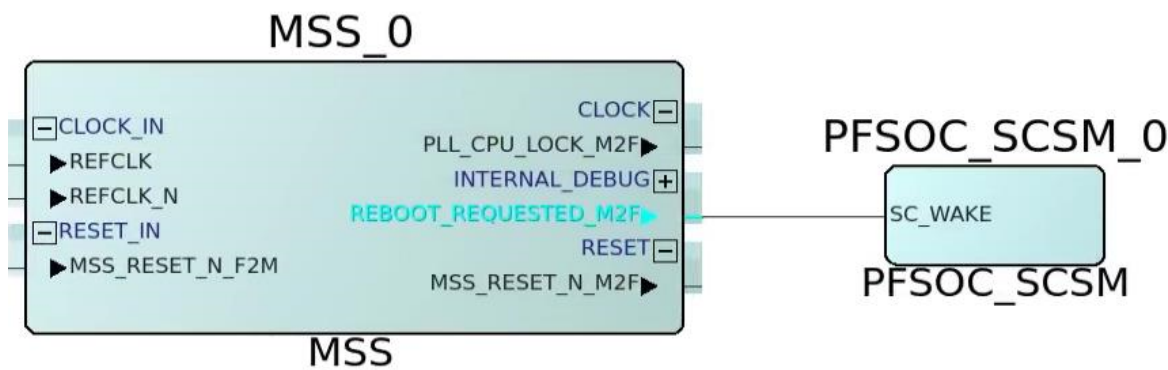 MSS_0
CLOCK_IN
REFCLK
REFCLK_N
RESET_IN
MSS_RESET_N_F2M
CLOCK
PLL_CPU_LOCK_M2F
INTERNAL_DEBUG
REBOOT_REQUESTED_M2F
RESET
MSS_RESET_N_M2F
MSS
PFSOC_SCSM_0
SC_WAKE
PFSOC_SCSM